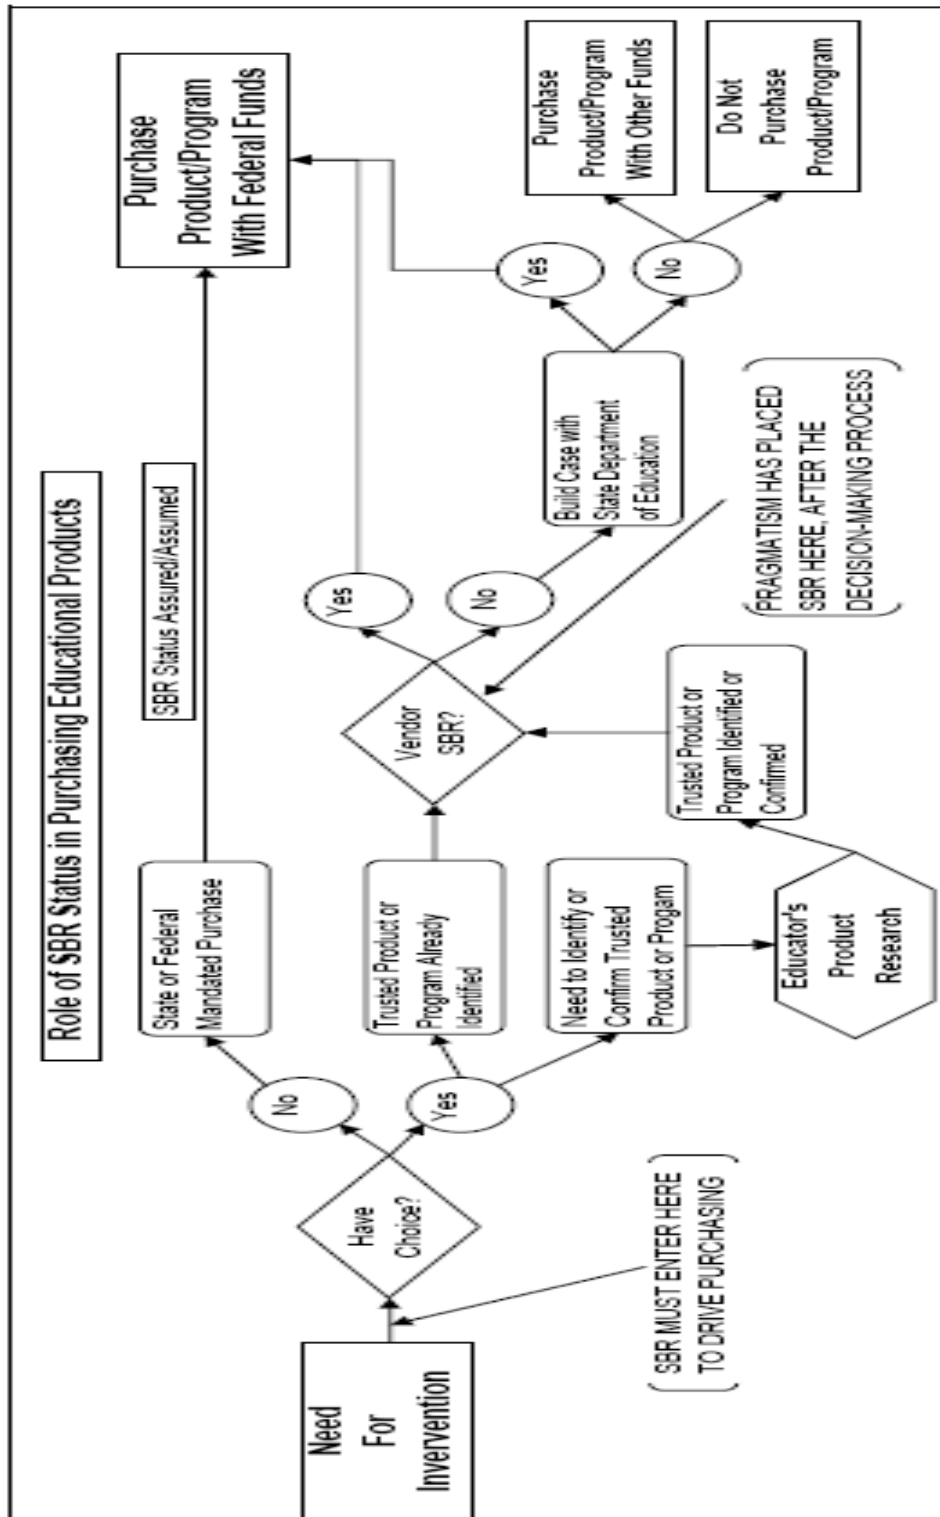 Role of SBR Status in Purchasing Educational Products
Need
For
Invervention
SBR MUST ENTER HERE
TO DRIVE PURCHASING
Have
Choice?
No
Yes
State or Federal
Mandated Purchase
SBR Status Assured/Assumed
Purchase
Product/Program
With Federal Funds
Trusted Product or
Program Already
Identified
Need to Identify or
Confirm Trusted
Product or Progam
Educator's
Product
Research
Trusted Product or
Program Identified or
Confirmed
Vendor
SBR?
Yes
No
PRAGMATISM HAS PLACED
SBR HERE, AFTER THE
DECISION-MAKING PROCESS
Build Case with
State Department
of Education
Yes
No
Purchase
Product/Program
With Other Funds
Do Not
Purchase
Product/Program